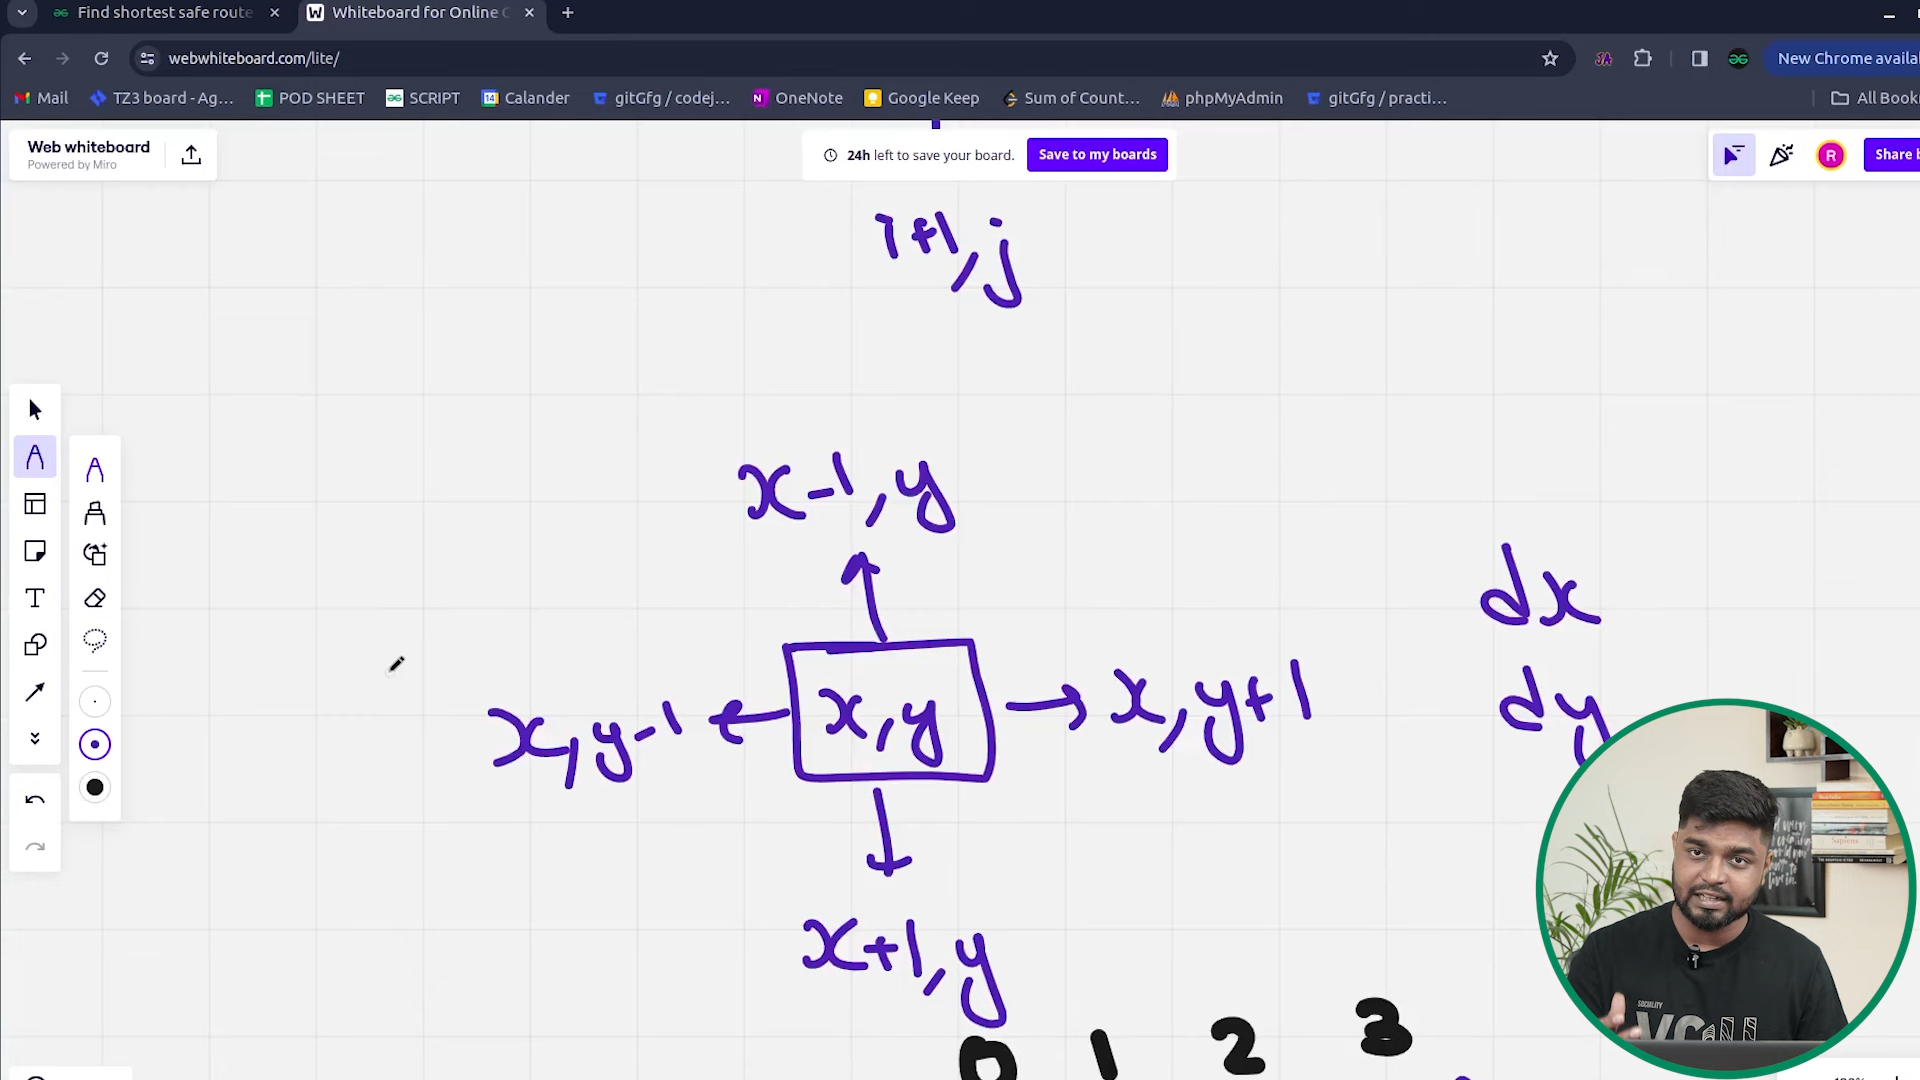 Find shortest safe route
Whiteboard for Online C
webwhiteboard.com/lite/
New Chrome availa
Mail
TZ3 board - Ag...
POD SHEET
SCRIPT
14 Calander
gitGfg / codej...
OneNote
Google Keep
Sum of Count...
phpMyAdmin
gitGfg / practi...
All Book
Web whiteboard
Powered by Miro
24h left to save your board.
Save to my boards
R
Share b
i+1,j
x-1,y
dx
x,y-1
x,y
x,y+1
dy
x+1,y
0 1 2 3
SOCIALITY